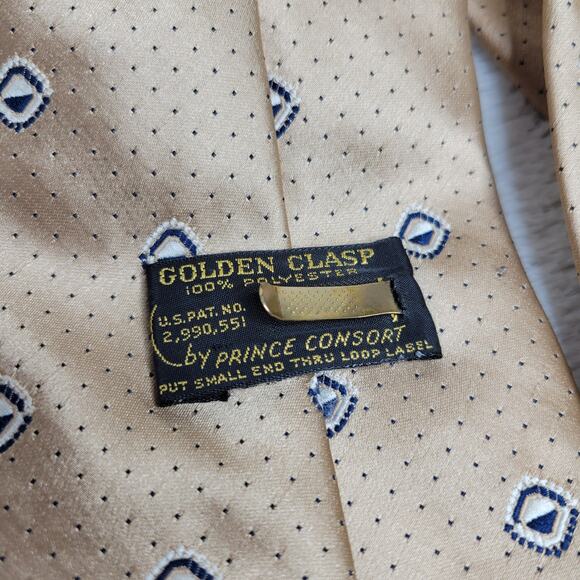 GOLDEN CLASP
100% POLYESTER
U.S. PAT. NO.
2,990,551
by PRINCE CONSORT
PUT SMALL END THRU LOOP LABEL